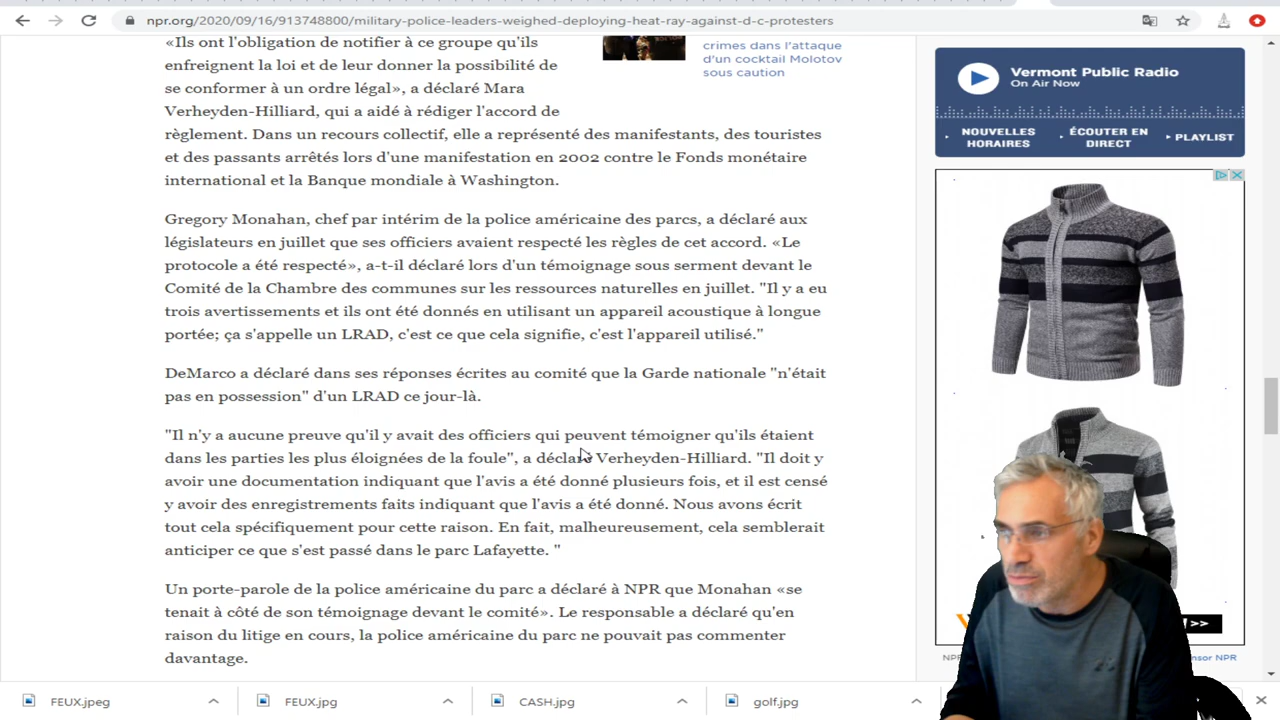 npr.org/2020/09/16/913748800/military-police-leaders-weighed-deploying-heat-ray-against-d-c-protesters
«Ils ont l'obligation de notifier à ce groupe qu'ils
enfreignent la loi et de leur donner la possibilité de
se conformer à un ordre légal», a déclaré Mara
Verheyden-Hilliard, qui a aidé à rédiger l'accord de
règlement. Dans un recours collectif, elle a représenté des manifestants, des touristes
et des passants arrêtés lors d'une manifestation en 2002 contre le Fonds monétaire
international et la Banque mondiale à Washington.
crimes dans l'attaque
d'un cocktail Molotov
sous caution
Gregory Monahan, chef par intérim de la police américaine des parcs, a déclaré aux
législateurs en juillet que ses officiers avaient respecté les règles de cet accord. «Le
protocole a été respecté», a-t-il déclaré lors d'un témoignage sous serment devant le
Comité de la Chambre des communes sur les ressources naturelles en juillet. "Il y a eu
trois avertissements et ils ont été donnés en utilisant un appareil acoustique à longue
portée; ça s'appelle un LRAD, c'est ce que cela signifie, c'est l'appareil utilisé."
DeMarco a déclaré dans ses réponses écrites au comité que la Garde nationale "n'était
pas en possession" d'un LRAD ce jour-là.
"Il n'y a aucune preuve qu'il y avait des officiers qui peuvent témoigner qu'ils étaient
dans les parties les plus éloignées de la foule", a déclaré Verheyden-Hilliard. "Il doit y
avoir une documentation indiquant que l'avis a été donné plusieurs fois, et il est censé
y avoir des enregistrements faits indiquant que l'avis a été donné. Nous avons écrit
tout cela spécifiquement pour cette raison. En fait, malheureusement, cela semblerait
anticiper ce que s'est passé dans le parc Lafayette. "
Un porte-parole de la police américaine du parc a déclaré à NPR que Monahan «se
tenait à côté de son témoignage devant le comité». Le responsable a déclaré qu'en
raison du litige en cours, la police américaine du parc ne pouvait pas commenter
davantage.
Vermont Public Radio
On Air Now
NOUVELLES
HORAIRES
ÉCOUTER EN
DIRECT
PLAYLIST
>>
NPR
FEUX.jpeg
FEUX.jpg
CASH.jpg
golf.jpg